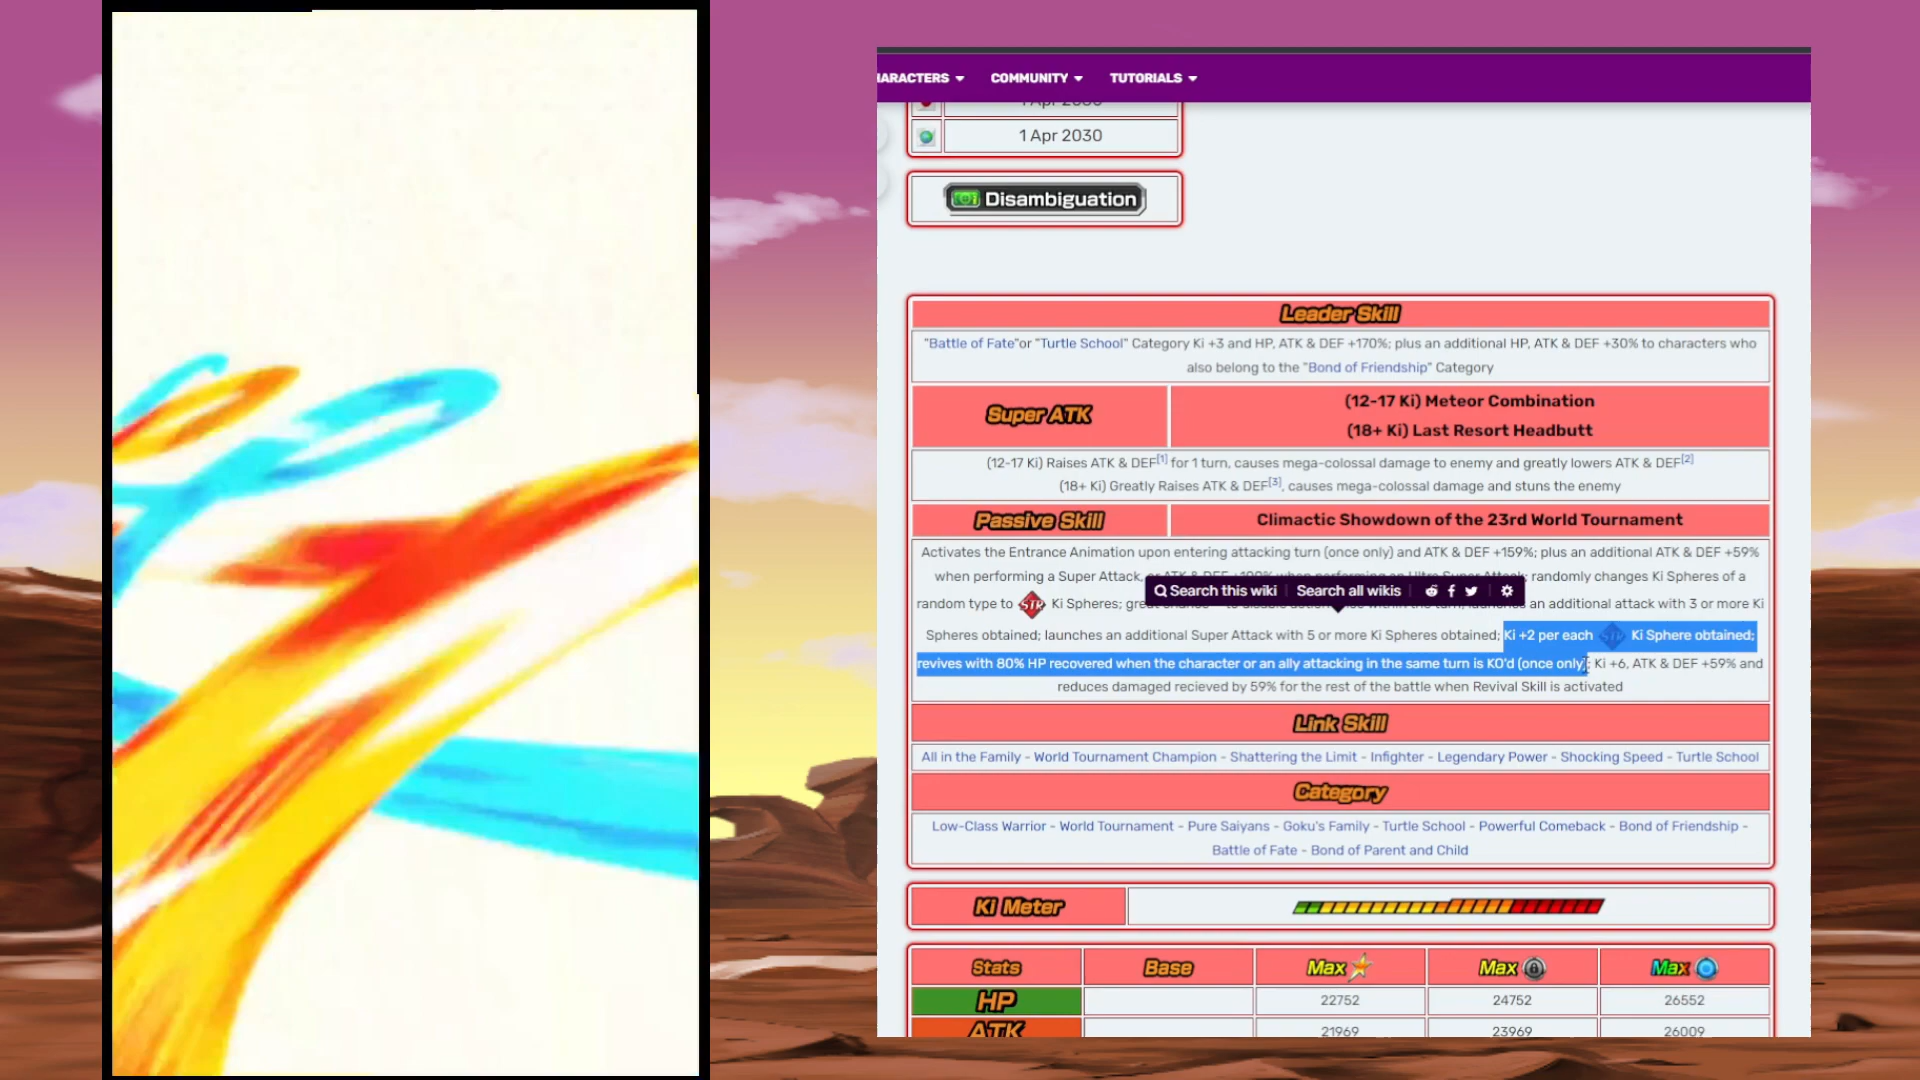 ARACTERS
COMMUNITY
TUTORIALS
1 Apr 2030
Disambiguation
Leader Skill
"Battle of Fate"or "Turtle School" Category Ki +3 and HP, ATK & DEF +170%; plus an additional HP, ATK & DEF +30% to characters who
also belong to the "Bond of Friendship" Category
Super ATK
(12-17 Ki) Meteor Combination
(18+ Ki) Last Resort Headbutt
(12-17 Ki) Raises ATK & DEF[1] for 1 turn, causes mega-colossal damage to enemy and greatly lowers ATK & DEF[2]
(18+ Ki) Greatly Raises ATK & DEF[3], causes mega-colossal damage and stuns the enemy
Passive Skill
Climactic Showdown of the 23rd World Tournament
Activates the Entrance Animation upon entering attacking turn (once only) and ATK & DEF +159%; plus an additional ATK & DEF +59%
when performing a Super Attack, or ATK & DEF +100% when performing an Ultra Super Attack; randomly changes Ki Spheres of a
Search this wiki
Search all wikis
random type to STR Ki Spheres; an additional attack with 3 or more Ki
Spheres obtained; launches an additional Super Attack with 5 or more Ki Spheres obtained; Ki +2 per each STR Ki Sphere obtained;
revives with 80% HP recovered when the character or an ally attacking in the same turn is KO'd (once only); Ki +6, ATK & DEF +59% and
reduces damaged recieved by 59% for the rest of the battle when Revival Skill is activated
Link Skill
All in the Family - World Tournament Champion - Shattering the Limit - Infighter - Legendary Power - Shocking Speed - Turtle School
Category
Low-Class Warrior - World Tournament - Pure Saiyans - Goku's Family - Turtle School - Powerful Comeback - Bond of Friendship -
Battle of Fate - Bond of Parent and Child
Ki Meter
Stats
Base
Max
Max
Max
HP
22752
24752
26552
ATK
21969
23969
26009